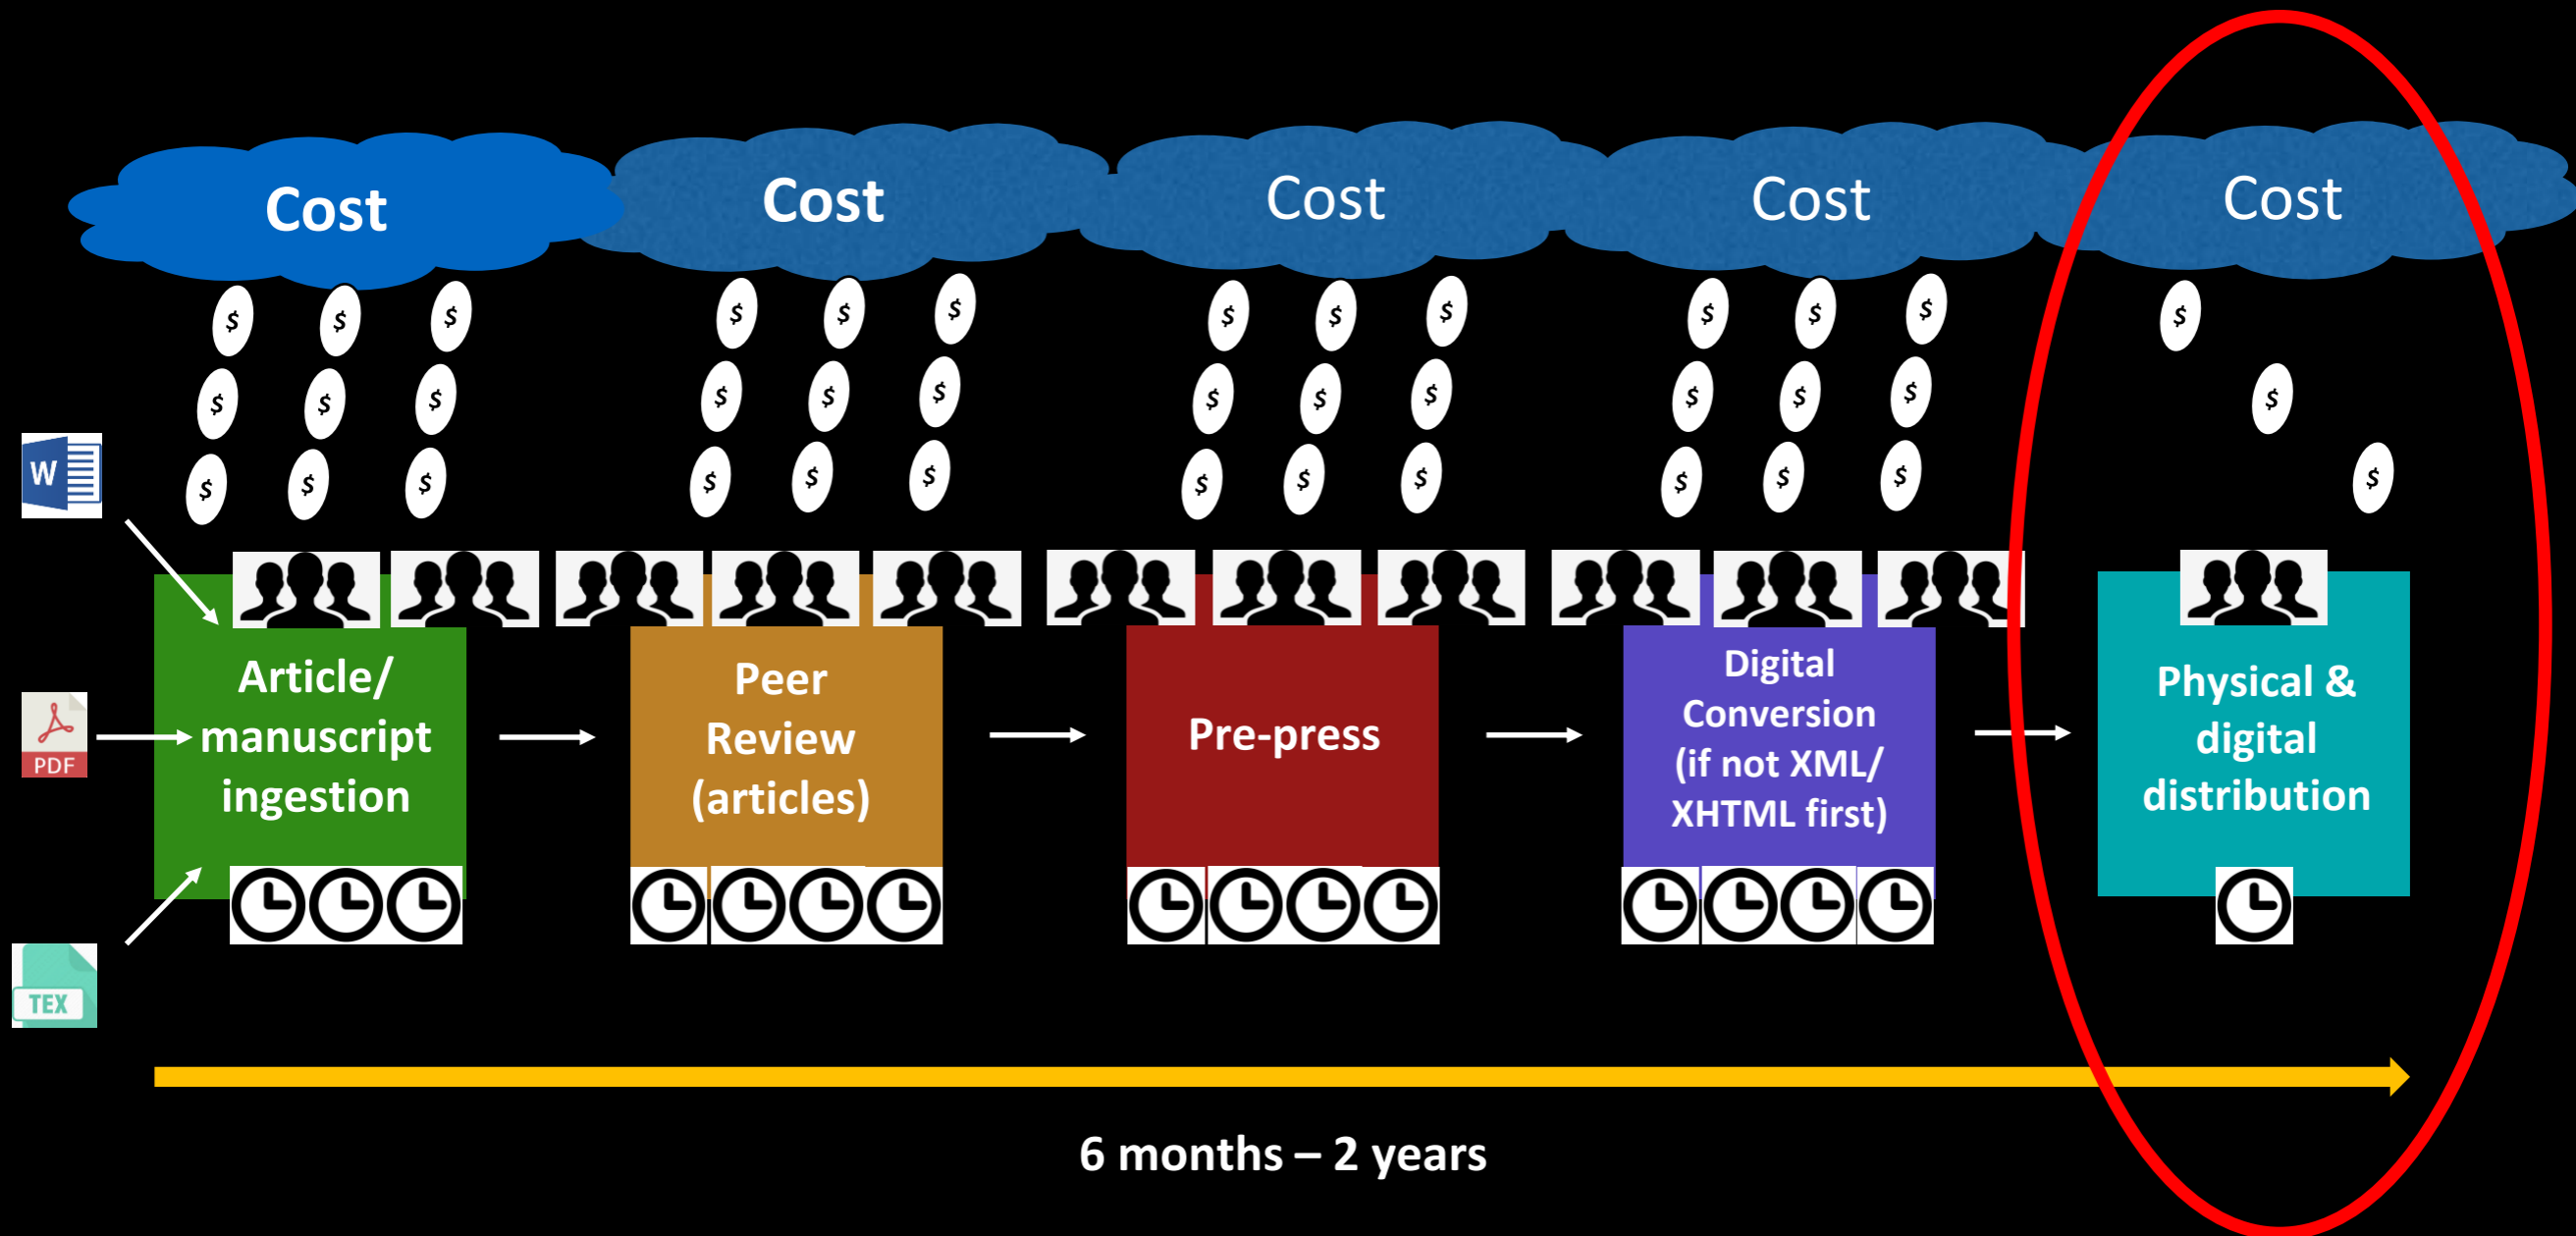 Cost
Cost
Cost
Cost
Cost
$ $ $
$ $ $
$ $ $
$ $ $
$
$ $ $
$ $ $
$ $ $
$ $ $
$
$ $ $
$ $ $
$ $ $
$ $ $
$
W
Article/
manuscript
ingestion
Peer
Review
(articles)
Pre-press
Digital
Conversion
(if not XML/
XHTML first)
Physical &
digital
distribution
PDF
TEX
6 months – 2 years